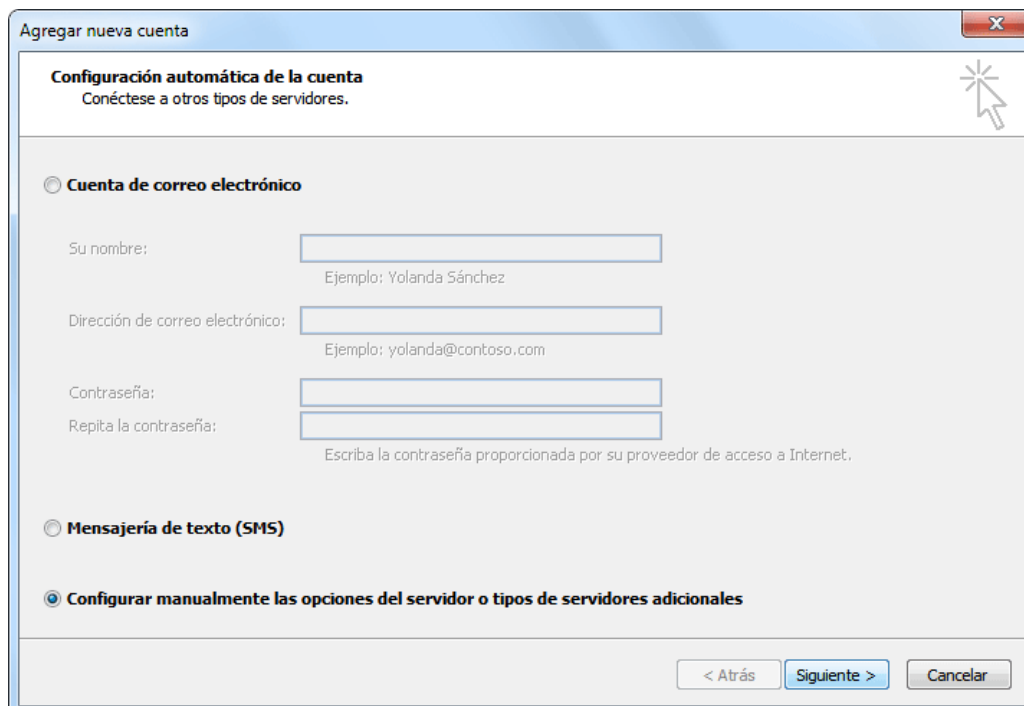 Agregar nueva cuenta
Configuración automática de la cuenta
Conéctese a otros tipos de servidores.
Cuenta de correo electrónico
Su nombre:
Ejemplo: Yolanda Sánchez
Dirección de correo electrónico:
Ejemplo: yolanda@contoso.com
Contraseña:
Repita la contraseña:
Escriba la contraseña proporcionada por su proveedor de acceso a Internet.
Mensajería de texto (SMS)
Configurar manualmente las opciones del servidor o tipos de servidores adicionales
< Atrás Siguiente > Cancelar